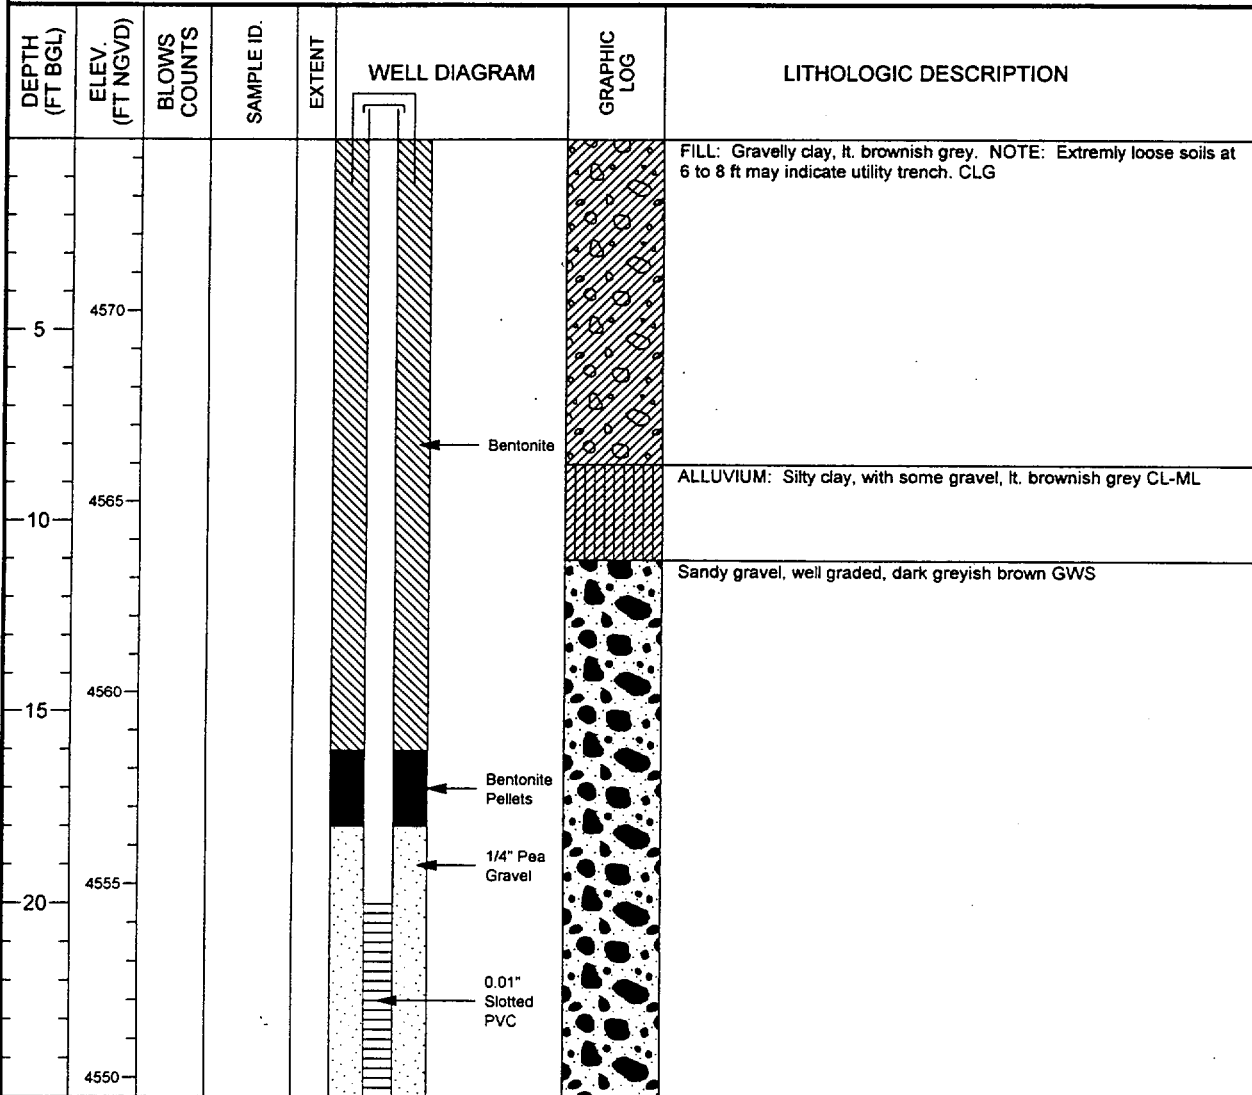 DEPTH
(FT BGL)
ELEV.
(FT NGVD)
BLOWS
COUNTS
SAMPLE ID.
EXTENT
WELL DIAGRAM
GRAPHIC
LOG
LITHOLOGIC DESCRIPTION
FILL: Gravelly clay, lt. brownish grey. NOTE: Extremly loose soils at
6 to 8 ft may indicate utility trench. CLG
4570
5
Bentonite
ALLUVIUM: Silty clay, with some gravel, lt. brownish grey CL-ML
4565
10
Sandy gravel, well graded, dark greyish brown GWS
4560
15
Bentonite
Pellets
1/4" Pea
Gravel
4555
20
0.01"
Slotted
PVC
4550